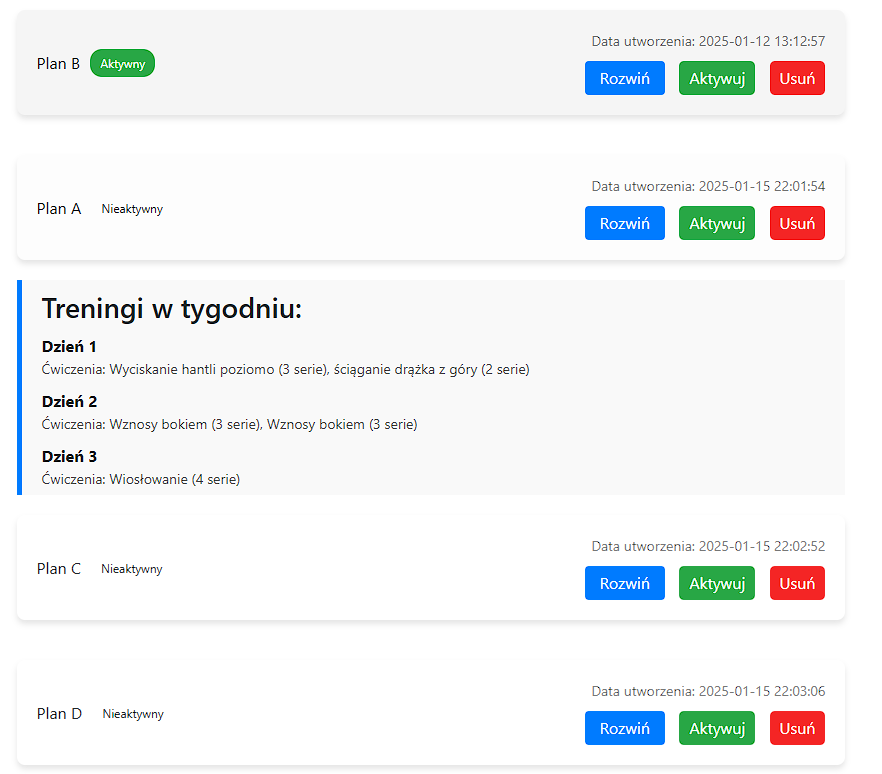 Data utworzenia: 2025-01-12 13:12:57
Plan B Aktywny
Rozwiń Aktywuj Usuń
Data utworzenia: 2025-01-15 22:01:54
Plan A Nieaktywny
Rozwiń Aktywuj Usuń
Treningi w tygodniu:
Dzień 1
Ćwiczenia: Wyciskanie hantli poziomo (3 serie), ściąganie drążka z góry (2 serie)
Dzień 2
Ćwiczenia: Wznosy bokiem (3 serie), Wznosy bokiem (3 serie)
Dzień 3
Ćwiczenia: Wiosłowanie (4 serie)
Data utworzenia: 2025-01-15 22:02:52
Plan C Nieaktywny
Rozwiń Aktywuj Usuń
Data utworzenia: 2025-01-15 22:03:06
Plan D Nieaktywny
Rozwiń Aktywuj Usuń